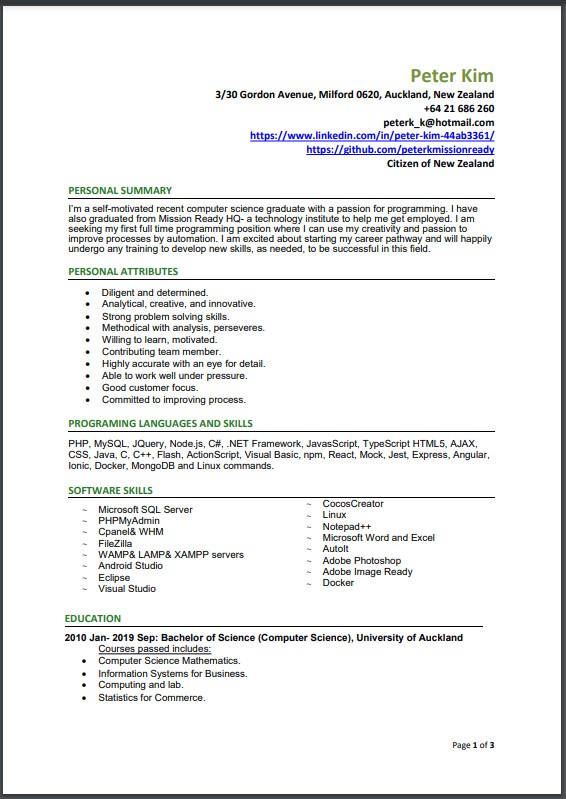 Peter Kim
3/30 Gordon Avenue, Milford 0620, Auckland, New Zealand
+64 21 686 260
peterk_k@hotmail.com
https://www.linkedin.com/in/peter-kim-44ab3361/
https://github.com/peterkmissionready
Citizen of New Zealand
PERSONAL SUMMARY
I'm a self-motivated recent computer science graduate with a passion for programming. I have
also graduated from Mission Ready HQ- a technology institute to help me get employed. I am
seeking my first full time programming position where I can use my creativity and passion to
improve processes by automation. I am excited about starting my career pathway and will happily
undergo any training to develop new skills, as needed, to be successful in this field.
PERSONAL ATTRIBUTES
• Diligent and determined.
• Analytical, creative, and innovative.
• Strong problem solving skills.
• Methodical with analysis, perseveres.
• Willing to learn, motivated.
• Contributing team member.
• Highly accurate with an eye for detail.
• Able to work well under pressure.
• Good customer focus.
• Committed to improving process.
PROGRAMING LANGUAGES AND SKILLS
PHP, MySQL, JQuery, Node.js, C#, .NET Framework, JavasScript, TypeScript HTML5, AJAX,
CSS, Java, C, C++, Flash, ActionScript, Visual Basic, npm, React, Mock, Jest, Express, Angular,
Ionic, Docker, MongoDB and Linux commands.
SOFTWARE SKILLS
~ Microsoft SQL Server
~ PHPMyAdmin
~ Cpanel& WHM
~ FileZilla
~ WAMP& LAMP& XAMPP servers
~ Android Studio
~ Eclipse
~ Visual Studio
~ CocosCreator
~ Linux
~ Notepad++
~ Microsoft Word and Excel
~ AutoIt
~ Adobe Photoshop
~ Adobe Image Ready
~ Docker
EDUCATION
2010 Jan- 2019 Sep: Bachelor of Science (Computer Science), University of Auckland
Courses passed includes:
• Computer Science Mathematics.
• Information Systems for Business.
• Computing and lab.
• Statistics for Commerce.
Page 1 of 3